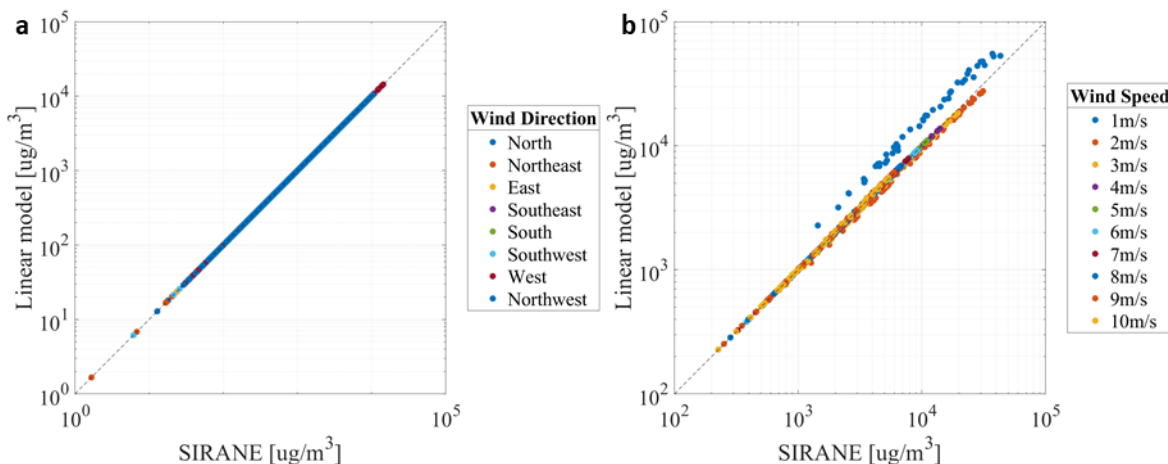 a
10^5
10^4
10^3
10^2
10^1
10^0
Linear model [ug/m^3]
10^0
10^5
SIRANE [ug/m^3]
Wind Direction
North
Northeast
East
Southeast
South
Southwest
West
Northwest
b
10^5
10^4
10^3
10^2
Linear model [ug/m^3]
10^2
10^3
10^4
10^5
SIRANE [ug/m^3]
Wind Speed
1m/s
2m/s
3m/s
4m/s
5m/s
6m/s
7m/s
8m/s
9m/s
10m/s